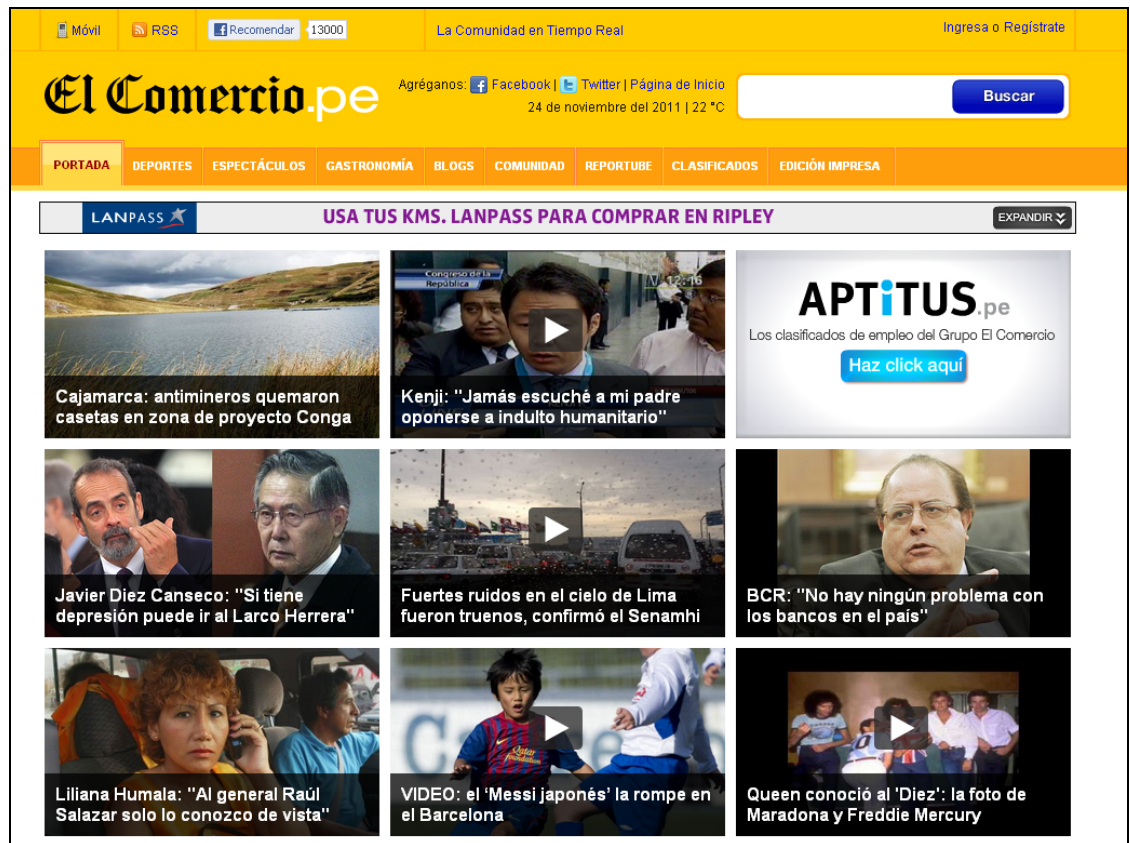 Móvil
RSS
Recomendar 13000
La Comunidad en Tiempo Real
Ingresa o Regístrate
El Comercio.pe
Agréganos: Facebook | Twitter | Página de Inicio
24 de noviembre del 2011 | 22 °C
Buscar
PORTADA DEPORTES ESPECTÁCULOS GASTRONOMÍA BLOGS COMUNIDAD REPORTUBE CLASIFICADOS EDICIÓN IMPRESA
LANPASS
USA TUS KMS. LANPASS PARA COMPRAR EN RIPLEY
EXPANDIR
Cajamarca: antimineros quemaron
casetas en zona de proyecto Conga
Congreso de la
República
12:16
Kenji: "Jamás escuché a mi padre
oponerse a indulto humanitario"
APTiTUS.pe
Los clasificados de empleo del Grupo El Comercio
Haz click aquí
Javier Diez Canseco: "Si tiene
depresión puede ir al Larco Herrera"
Fuertes ruidos en el cielo de Lima
fueron truenos, confirmó el Senamhi
BCR: "No hay ningún problema con
los bancos en el país"
Liliana Humala: "Al general Raúl
Salazar solo lo conozco de vista"
Qatar
foundation
VIDEO: el ‘Messi japonés’ la rompe en
el Barcelona
Queen conoció al 'Diez': la foto de
Maradona y Freddie Mercury